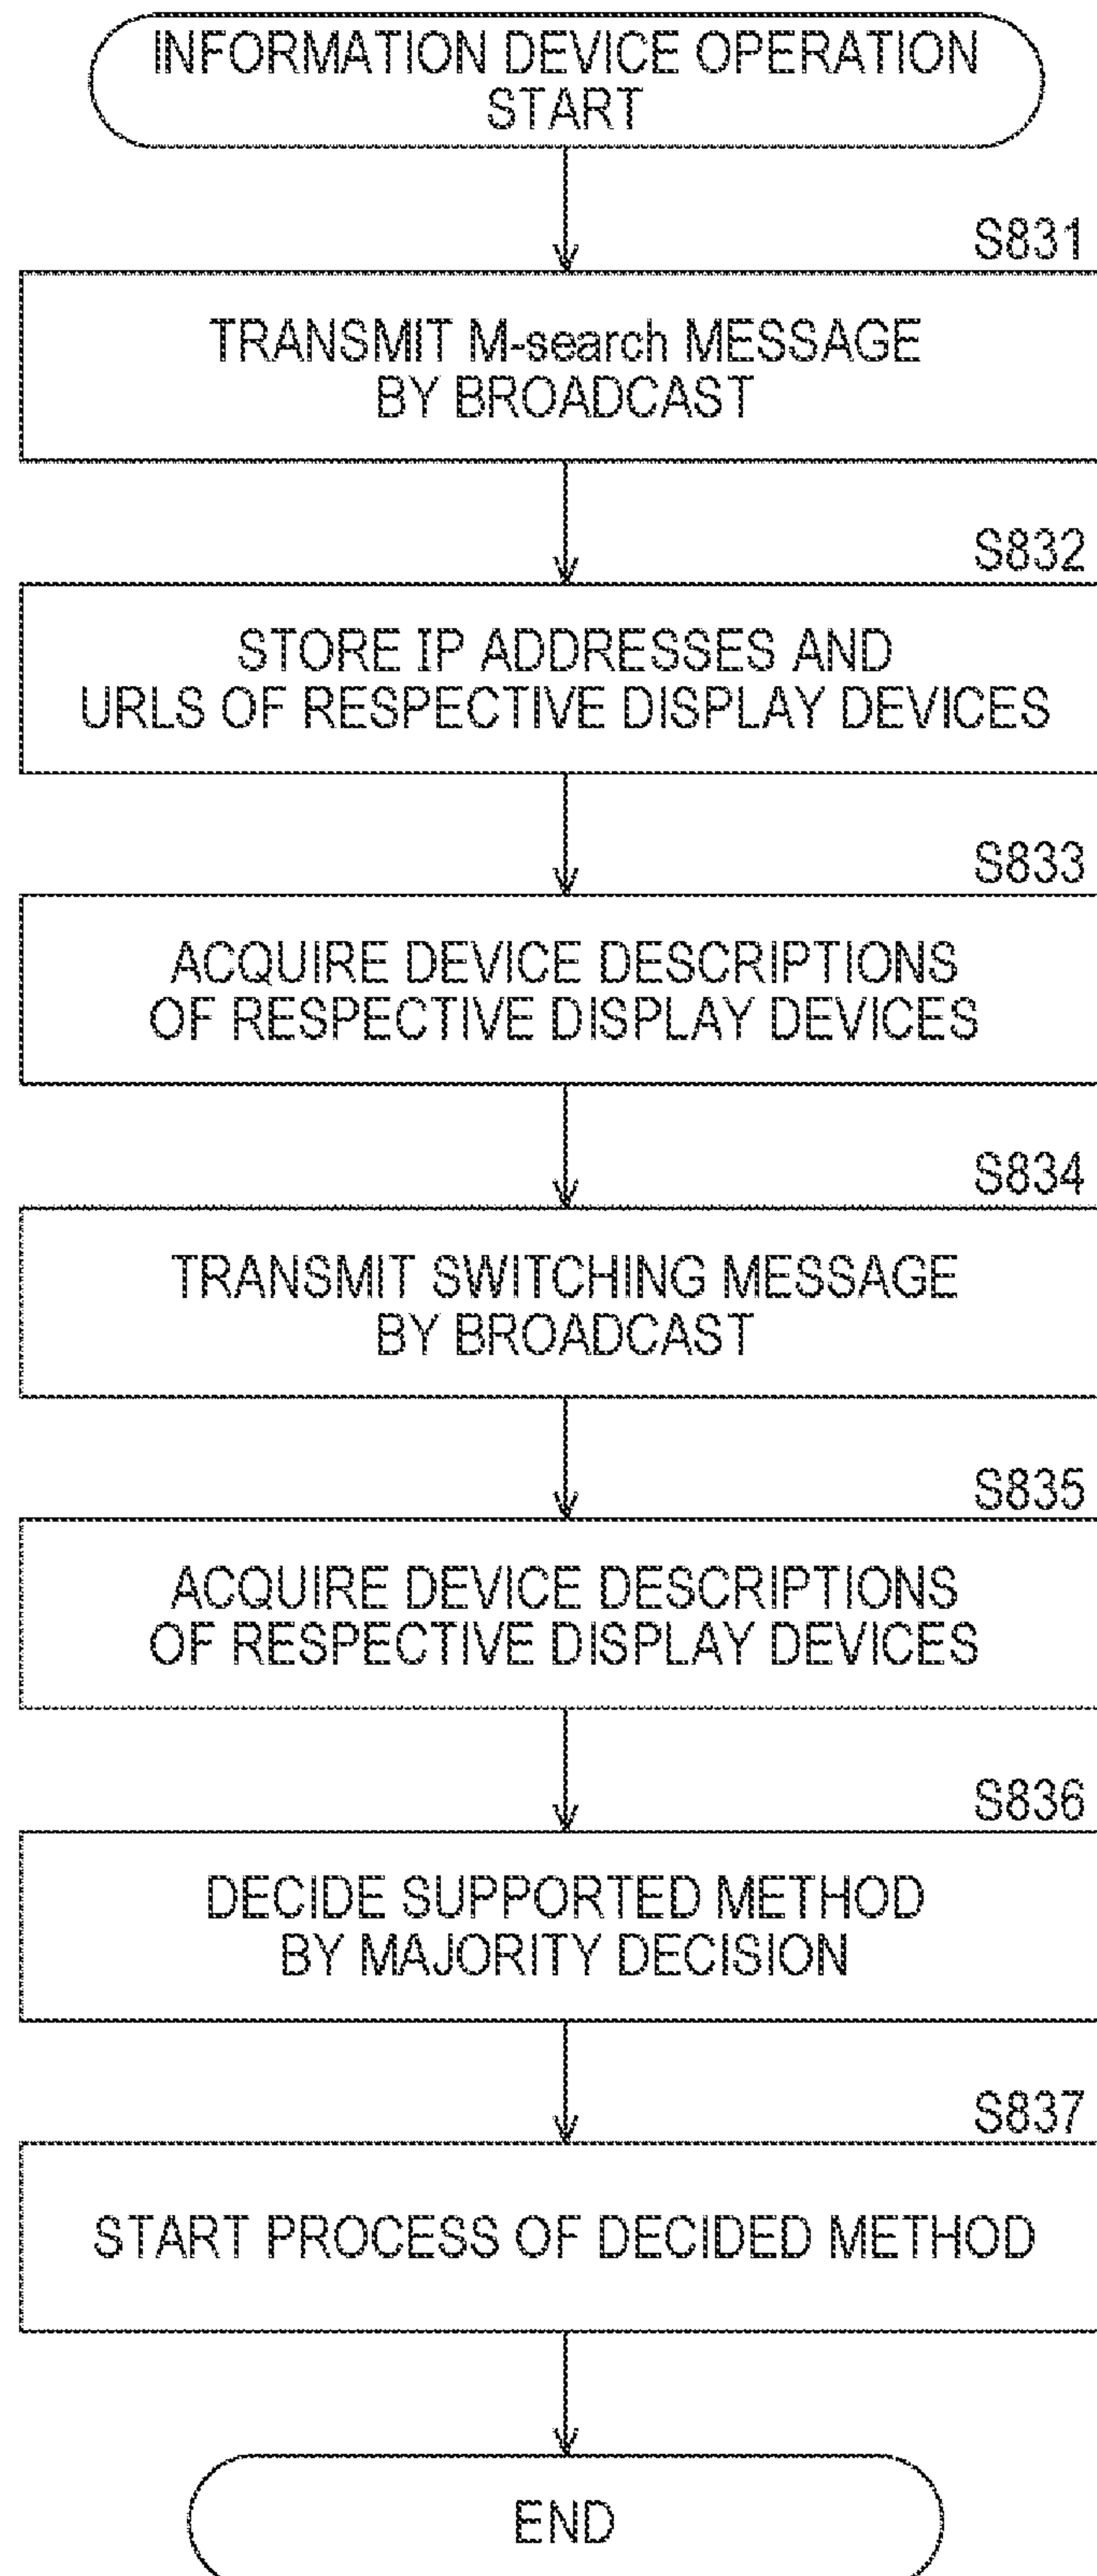 INFORMATION DEVICE OPERATION
START
S831
TRANSMIT M-search MESSAGE
BY BROADCAST
S832
STORE IP ADDRESSES AND
URLS OF RESPECTIVE DISPLAY DEVICES
S833
ACQUIRE DEVICE DESCRIPTIONS
OF RESPECTIVE DISPLAY DEVICES
S834
TRANSMIT SWITCHING MESSAGE
BY BROADCAST
S835
ACQUIRE DEVICE DESCRIPTIONS
OF RESPECTIVE DISPLAY DEVICES
S836
DECIDE SUPPORTED METHOD
BY MAJORITY DECISION
S837
START PROCESS OF DECIDED METHOD
END